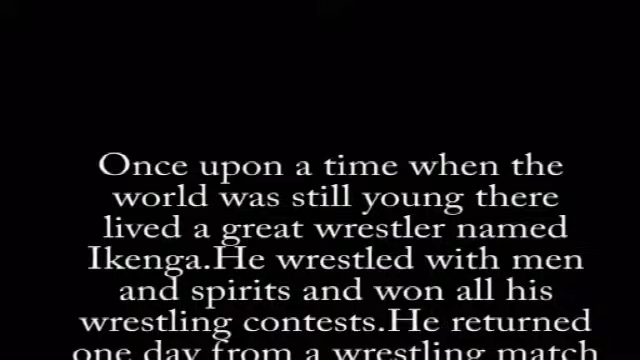 Once upon a time when the
world was still young there
lived a great wrestler named
Ikenga.He wrestled with men
and spirits and won all his
wrestling contests.He returned
one day from a wrestling match